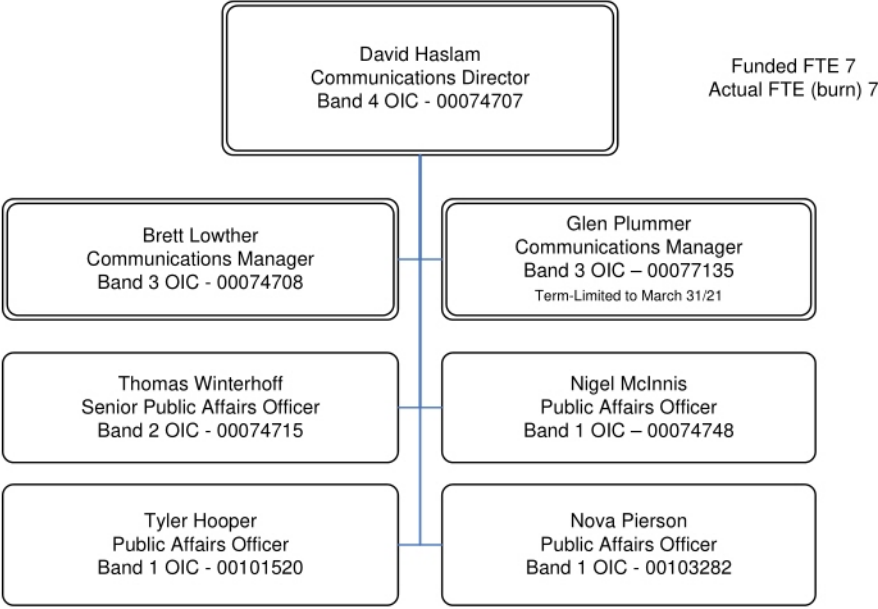 David Haslam
Communications Director
Band 4 OIC - 00074707
Funded FTE 7
Actual FTE (burn) 7
Brett Lowther
Communications Manager
Band 3 OIC - 00074708
Glen Plummer
Communications Manager
Band 3 OIC – 00077135
Term-Limited to March 31/21
Thomas Winterhoff
Senior Public Affairs Officer
Band 2 OIC - 00074715
Nigel McInnis
Public Affairs Officer
Band 1 OIC – 00074748
Tyler Hooper
Public Affairs Officer
Band 1 OIC - 00101520
Nova Pierson
Public Affairs Officer
Band 1 OIC - 00103282